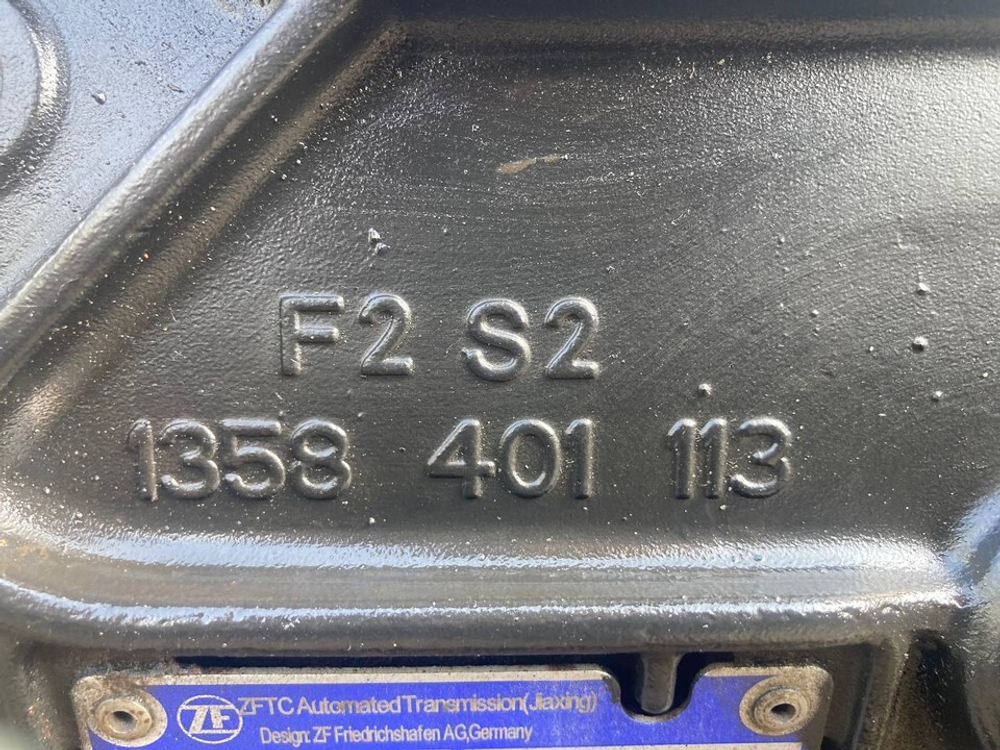 F2 S2
1358 401 113
ZF ZFTC Automated Transmission(Jiaxing)
Design: ZF Friedrichshafen AG,Germany